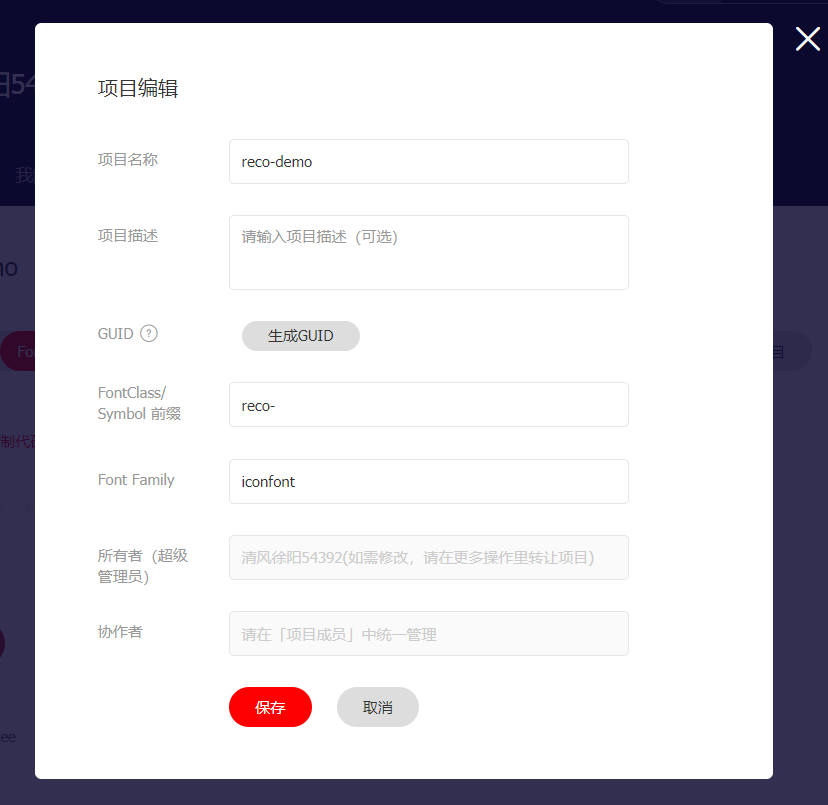 项目编辑
项目名称
reco-demo
项目描述
请输入项目描述（可选）
GUID ?
生成GUID
FontClass/
Symbol 前缀
reco-
Font Family
iconfont
所有者（超级
管理员）
清风徐阳54392(如需修改，请在更多操作里转让项目)
协作者
请在「项目成员」中统一管理
保存
取消